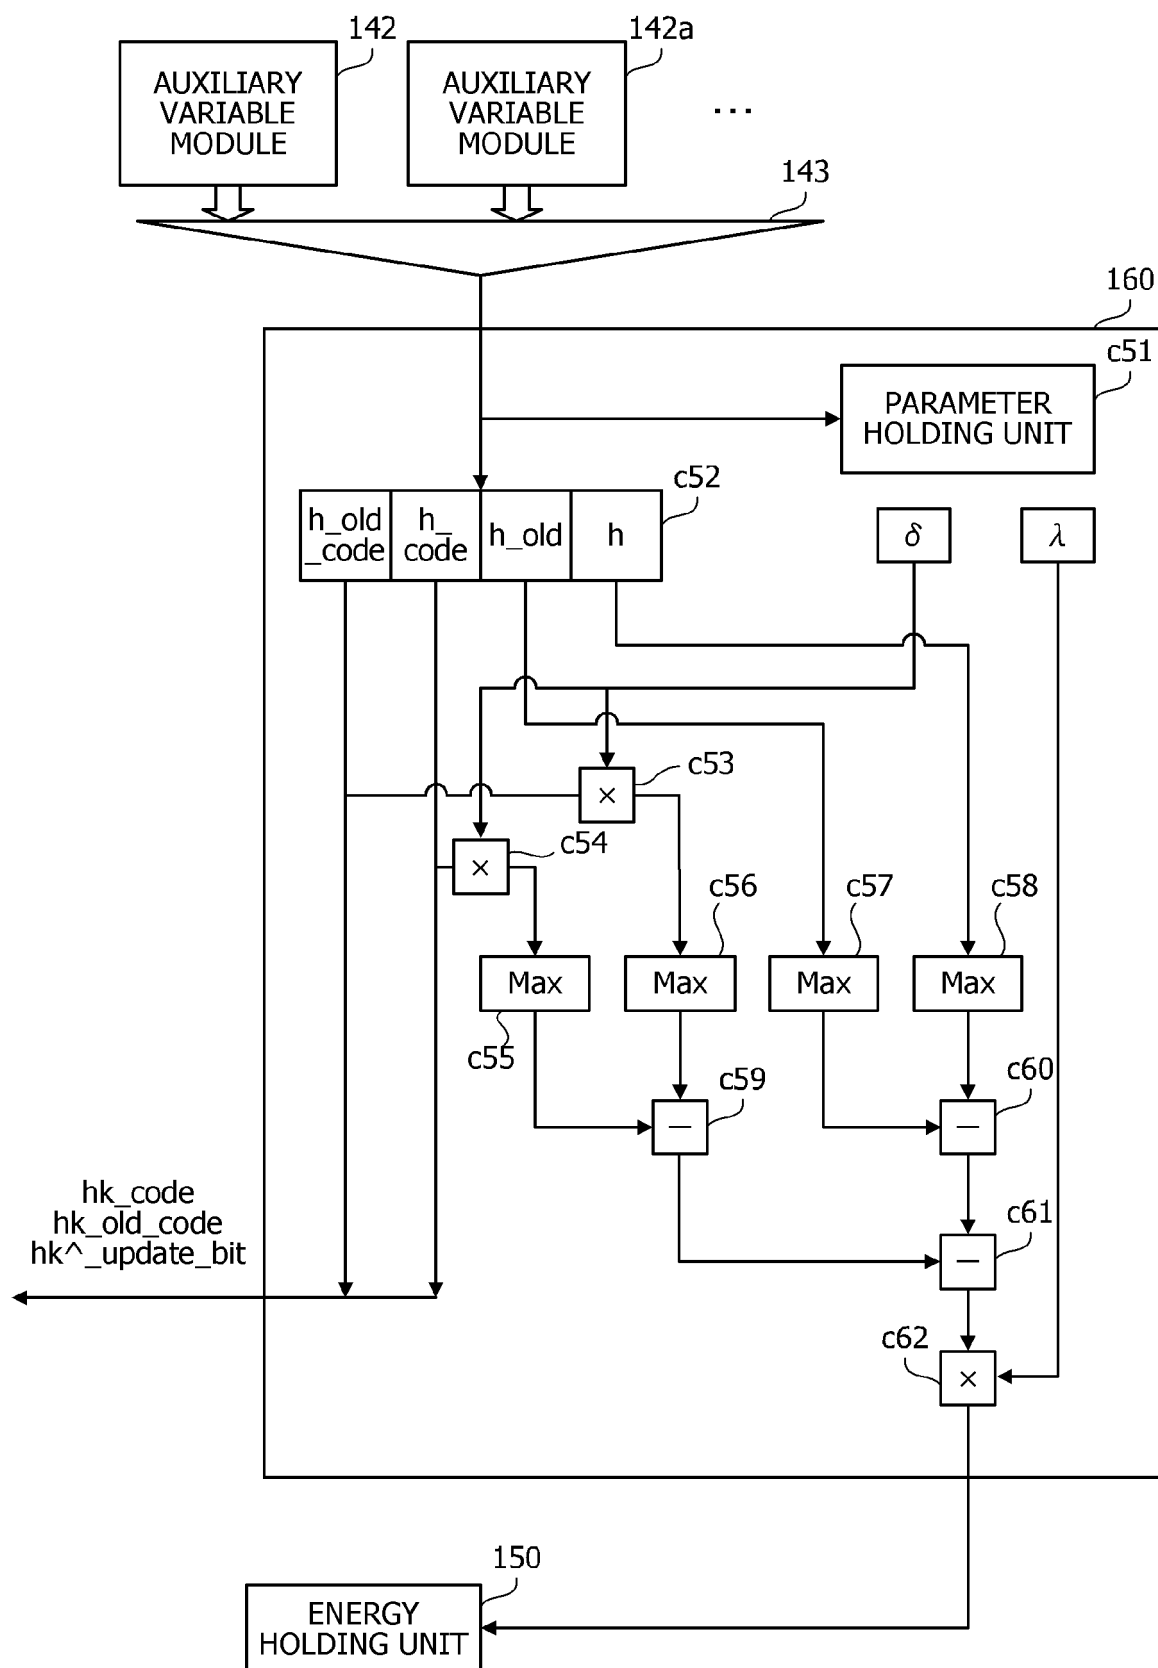 142
142a
AUXILIARY
VARIABLE
MODULE
AUXILIARY
VARIABLE
MODULE
...
143
160
c51
PARAMETER
HOLDING UNIT
c52
h_old
_code
h_
code
h_old
h
δ
λ
c53
×
c54
×
c56
c57
c58
Max
Max
Max
Max
c55
c59
c60
−
−
hk_code
hk_old_code
hk^_update_bit
c61
−
c62
×
150
ENERGY
HOLDING UNIT